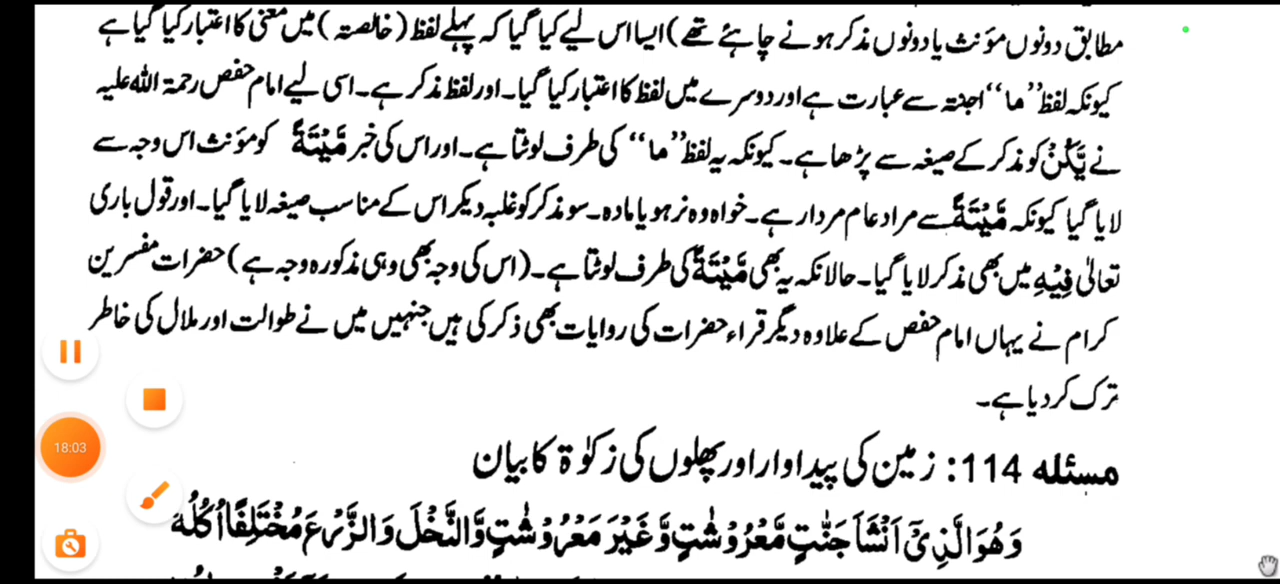 مطابق دونوں مؤنث یا دونوں مذکر ہونے چاہئے تھے) ایسا اس لیے کیا گیا کہ پہلے لفظ (خالصتہ) میں معنی کا اعتبار کیا گیا ہے
کیونکہ لفظ ’’ما‘‘ اجنتہ سے عبارت ہے اور دوسرے میں لفظ کا اعتبار کیا گیا۔ اور لفظ مذکر ہے۔ اسی لیے امام حفص رحمۃ اللہ علیہ
نے یَّکُنْ کو مذکر کے صیغہ سے پڑھا ہے۔ کیونکہ یہ لفظ ’’ما‘‘ کی طرف لوٹتا ہے۔ اور اس کی خبر مَّیْتَةً کو مؤنث اس وجہ سے
لایا گیا کیونکہ مَّیْتَةً سے مراد عام مردار ہے۔ خواہ وہ نر ہو یا مادہ۔ سو مذکر کو غلبہ دیکر اس کے مناسب صیغہ لایا گیا۔ اور قول باری
تعالیٰ فِیْهِ میں بھی مذکر لایا گیا۔ حالانکہ یہ بھی مَّیْتَةً کی طرف لوٹتا ہے۔ (اس کی وجہ بھی وہی مذکورہ وجہ ہے) حضرات مفسرین
کرام نے یہاں امام حفص کے علاوہ دیگر قراء حضرات کی روایات بھی ذکر کی ہیں جنہیں میں نے طوالت اور ملال کی خاطر
ترک کر دیا ہے۔
مسئلہ 114: زمین کی پیداوار اور پھلوں کی زکوٰة کا بیان
وَهُوَ الَّذِیْٓ اَنْشَاَ جَنّٰتٍ مَّعْرُوْشٰتٍ وَّغَیْرَ مَعْرُوْشٰتٍ وَّالنَّخْلَ وَالزَّرْعَ مُخْتَلِفًا اُكُلُهٗ
18:03